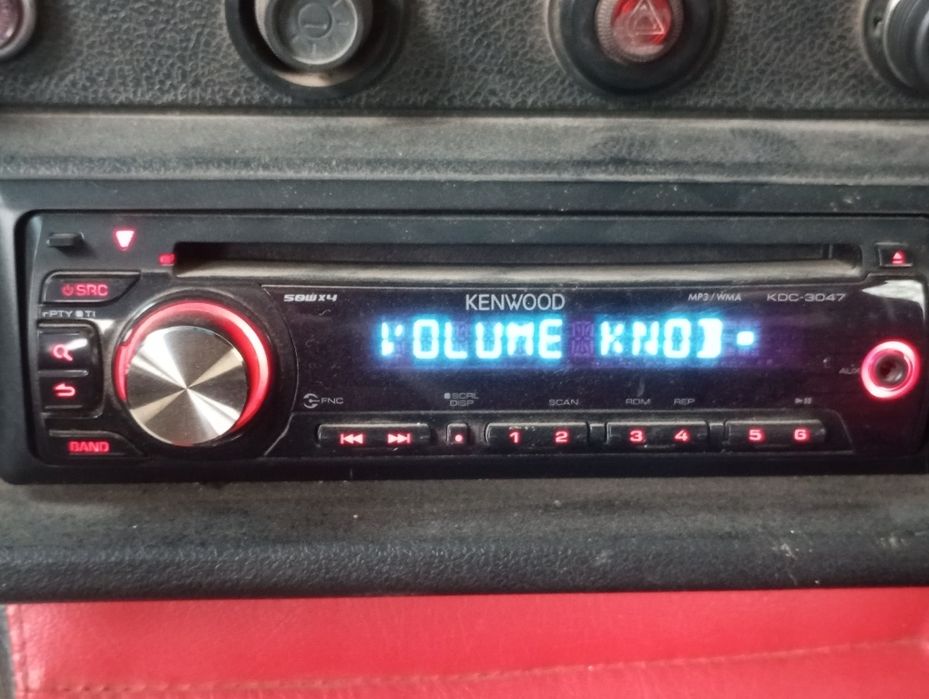 SRC
PTY TI
50W×4
KENWOOD
MP3/WMA KDC-3047
VOLUME KNOB
AUX
FNC
SCRL
DISP
SCAN
RDM REP
BAND
1 2 3 4 5 6